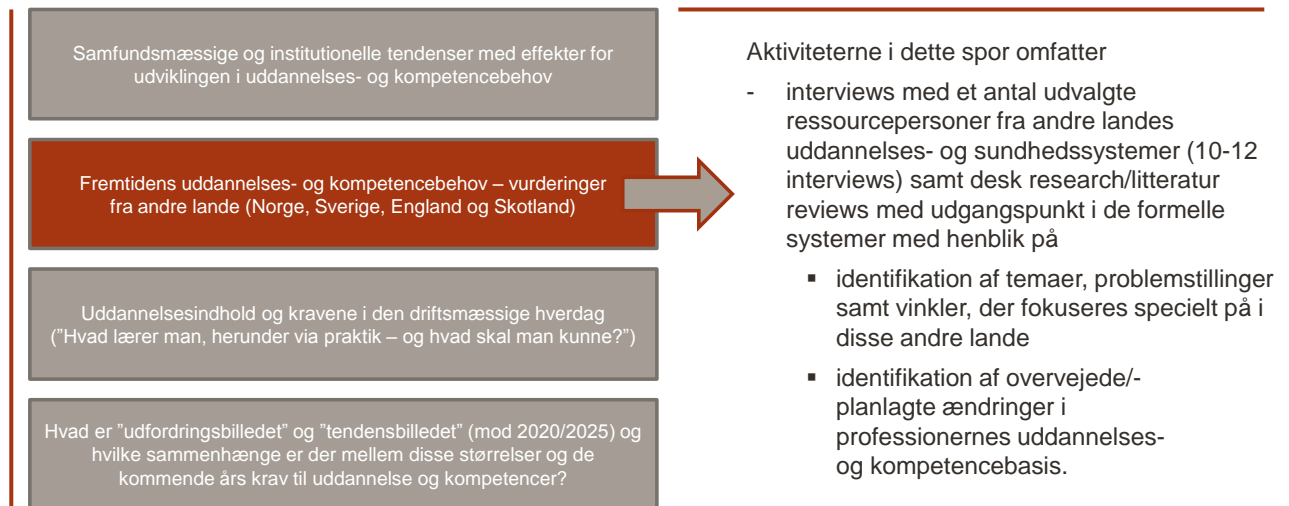 Samfundsmæssige og institutionelle tendenser med effekter for
udviklingen i uddannelses- og kompetencebehov
Fremtidens uddannelses- og kompetencebehov – vurderinger
fra andre lande (Norge, Sverige, England og Skotland)
Uddannelsesindhold og kravene i den driftsmæssige hverdag
("Hvad lærer man, herunder via praktik – og hvad skal man kunne?")
Hvad er "udfordringsbilledet" og "tendensbilledet" (mod 2020/2025) og
hvilke sammenhænge er der mellem disse størrelser og de
kommende års krav til uddannelse og kompetencer?
Aktiviteterne i dette spor omfatter
- interviews med et antal udvalgte
ressourcepersoner fra andre landes
uddannelses- og sundhedssystemer (10-12
interviews) samt desk research/litteratur
reviews med udgangspunkt i de formelle
systemer med henblik på
▪ identifikation af temaer, problemstillinger
samt vinkler, der fokuseres specielt på i
disse andre lande
▪ identifikation af overvejede/-
planlagte ændringer i
professionernes uddannelses-
og kompetencebasis.